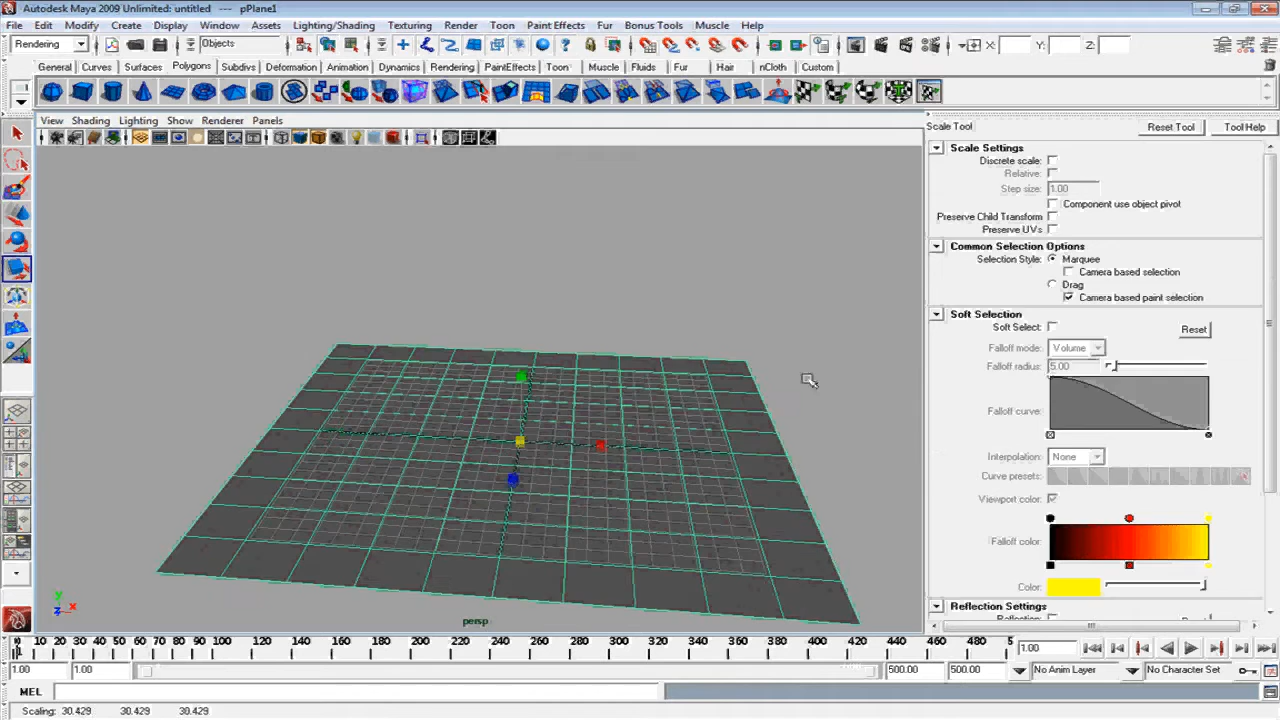 Autodesk Maya 2009 Unlimited: untitled --- pPlane1
File Edit Modify Create Display Window Assets Lighting/Shading Texturing Render Toon Paint Effects Fur Bonus Tools Muscle Help
Rendering Objects X: Y: Z:
General Curves Surfaces Polygons Subdivs Deformation Animation Dynamics Rendering PaintEffects Toon Muscle Fluids Fur Hair nCloth Custom
View Shading Lighting Show Renderer Panels
Scale Tool Reset Tool Tool Help
Scale Settings
Discrete scale:
Relative:
Step size: 1.00
Component use object pivot
Preserve Child Transform
Preserve UVs
Common Selection Options
Selection Style: Marquee
Camera based selection
Drag
Camera based paint selection
Soft Selection
Soft Select: Reset
Falloff mode: Volume
Falloff radius: 5.00
Falloff curve:
Interpolation: None
Curve presets:
Viewport color:
Falloff color:
Color:
Reflection Settings
Reflection:
y
z x
persp
10 20 30 40 50 60 70 80 90 100 120 140 160 180 200 220 240 260 280 300 320 340 360 380 400 420 440 460 480 5 1.00
1.00 1.00 500.00 500.00 No Anim Layer No Character Set
MEL
Scaling: 30.429 30.429 30.429